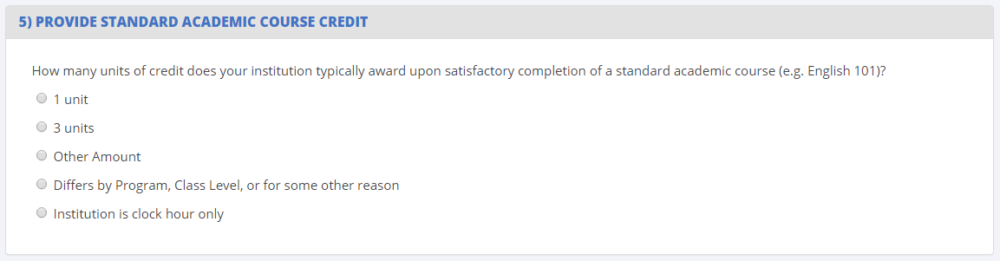 5) PROVIDE STANDARD ACADEMIC COURSE CREDIT
How many units of credit does your institution typically award upon satisfactory completion of a standard academic course (e.g. English 101)?
1 unit
3 units
Other Amount
Differs by Program, Class Level, or for some other reason
Institution is clock hour only